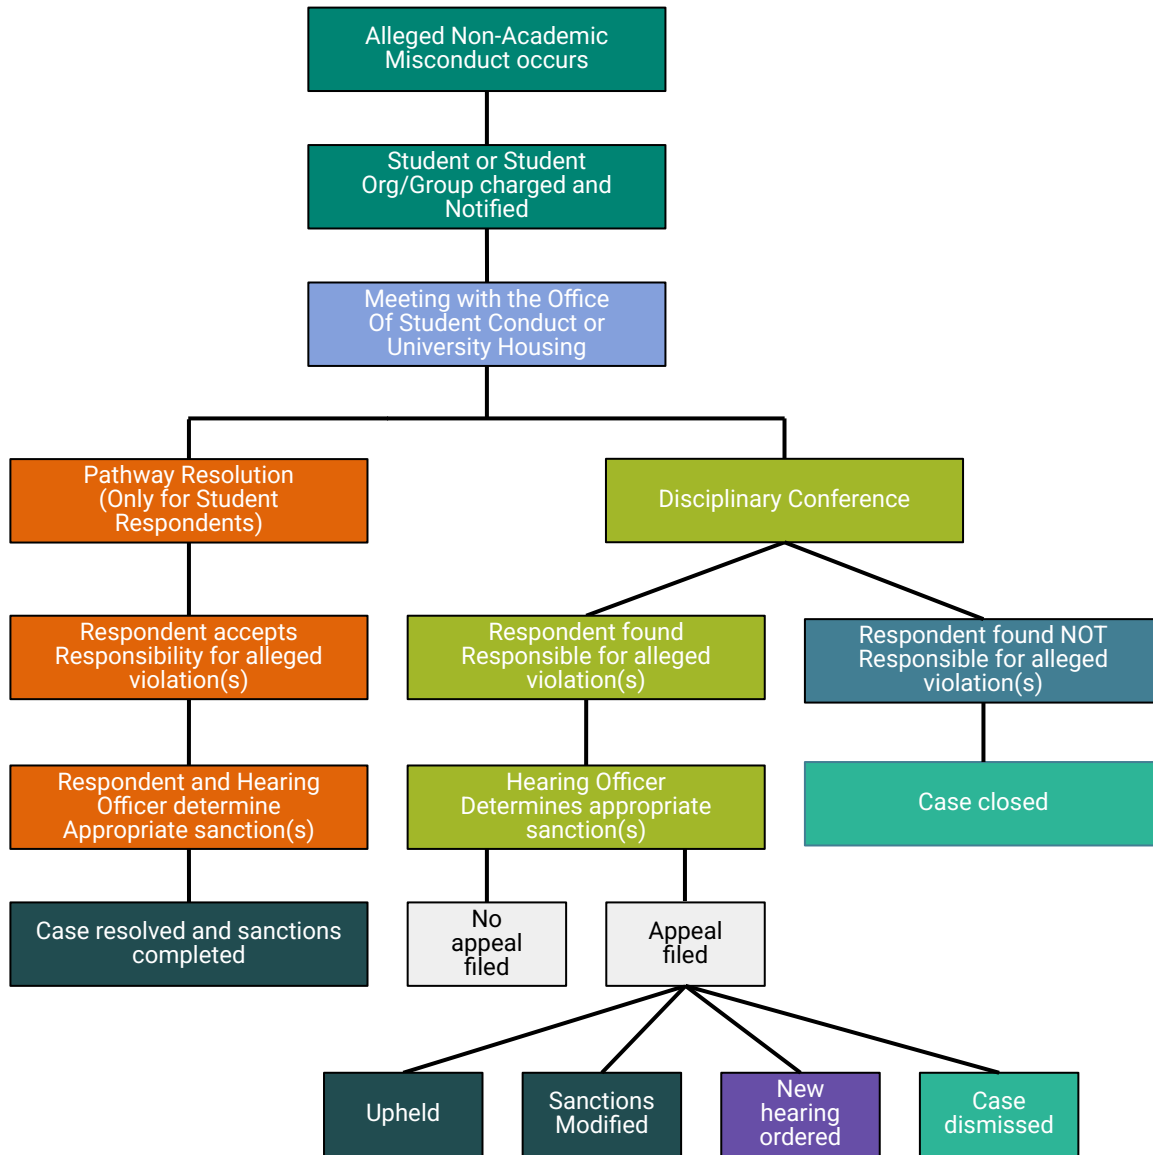 Alleged Non-Academic
Misconduct occurs
Student or Student
Org/Group charged and
Notified
Meeting with the Office
Of Student Conduct or
University Housing
Pathway Resolution
(Only for Student
Respondents)
Disciplinary Conference
Respondent accepts
Responsibility for alleged
violation(s)
Respondent found
Responsible for alleged
violation(s)
Respondent found NOT
Responsible for alleged
violation(s)
Respondent and Hearing
Officer determine
Appropriate sanction(s)
Hearing Officer
Determines appropriate
sanction(s)
Case closed
Case resolved and sanctions
completed
No
appeal
filed
Appeal
filed
Upheld
Sanctions
Modified
New
hearing
ordered
Case
dismissed